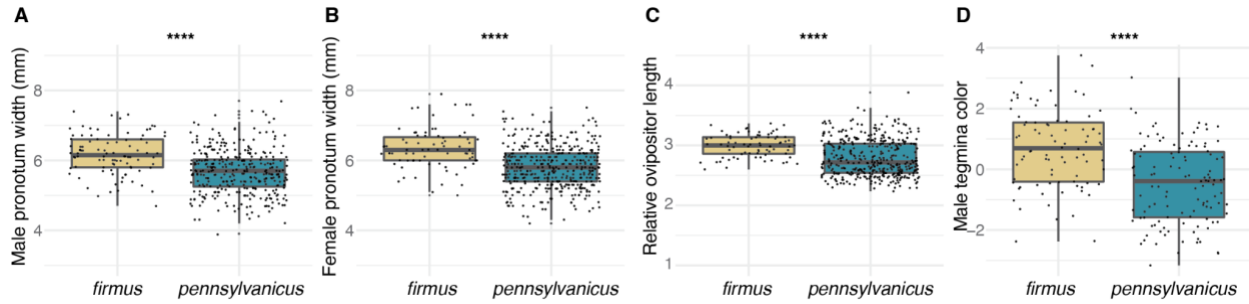 A
****
Male pronotum width (mm)
8
6
4
firmus
pennsylvanicus
B
****
Female pronotum width (mm)
8
6
4
firmus
pennsylvanicus
C
****
Relative ovipositor length
4
3
2
1
firmus
pennsylvanicus
D
****
Male tegmina color
4
2
0
−2
firmus
pennsylvanicus